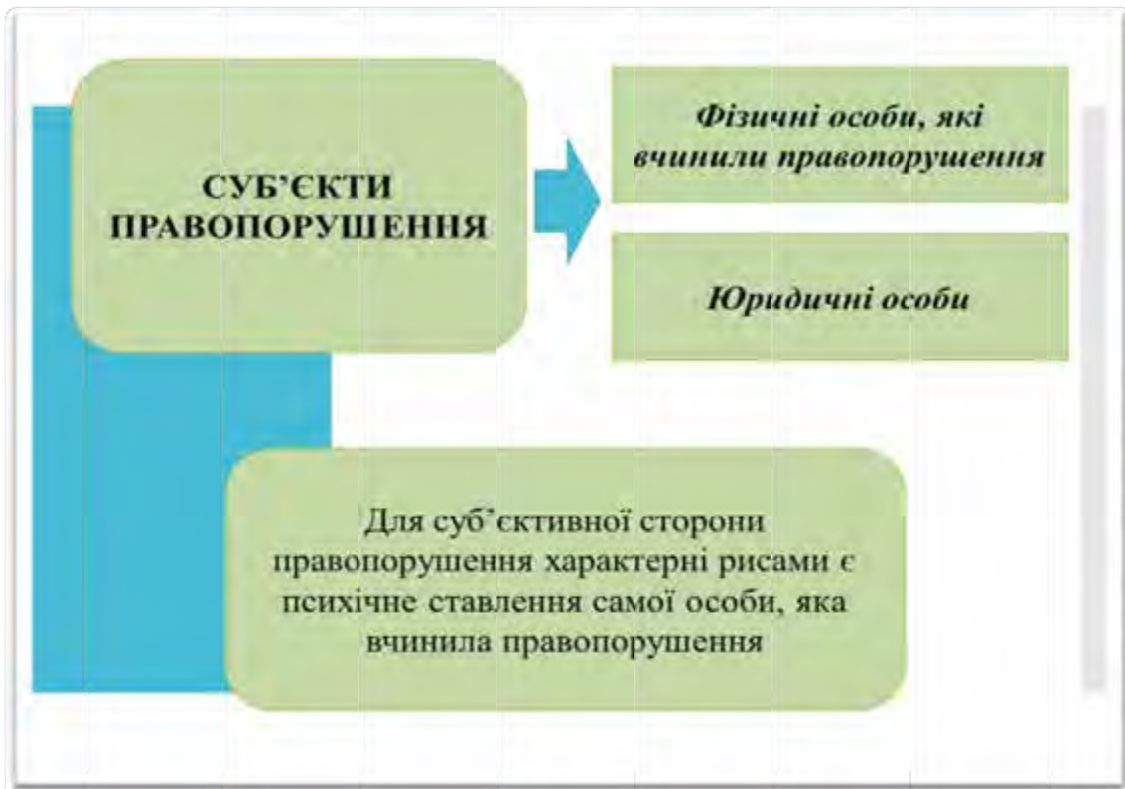 СУБ’ЄКТИ
ПРАВОПОРУШЕННЯ
Фізичні особи, які
вчинили правопорушення
Юридичні особи
Для суб’єктивної сторони
правопорушення характерні рисами є
психічне ставлення самої особи, яка
вчинила правопорушення